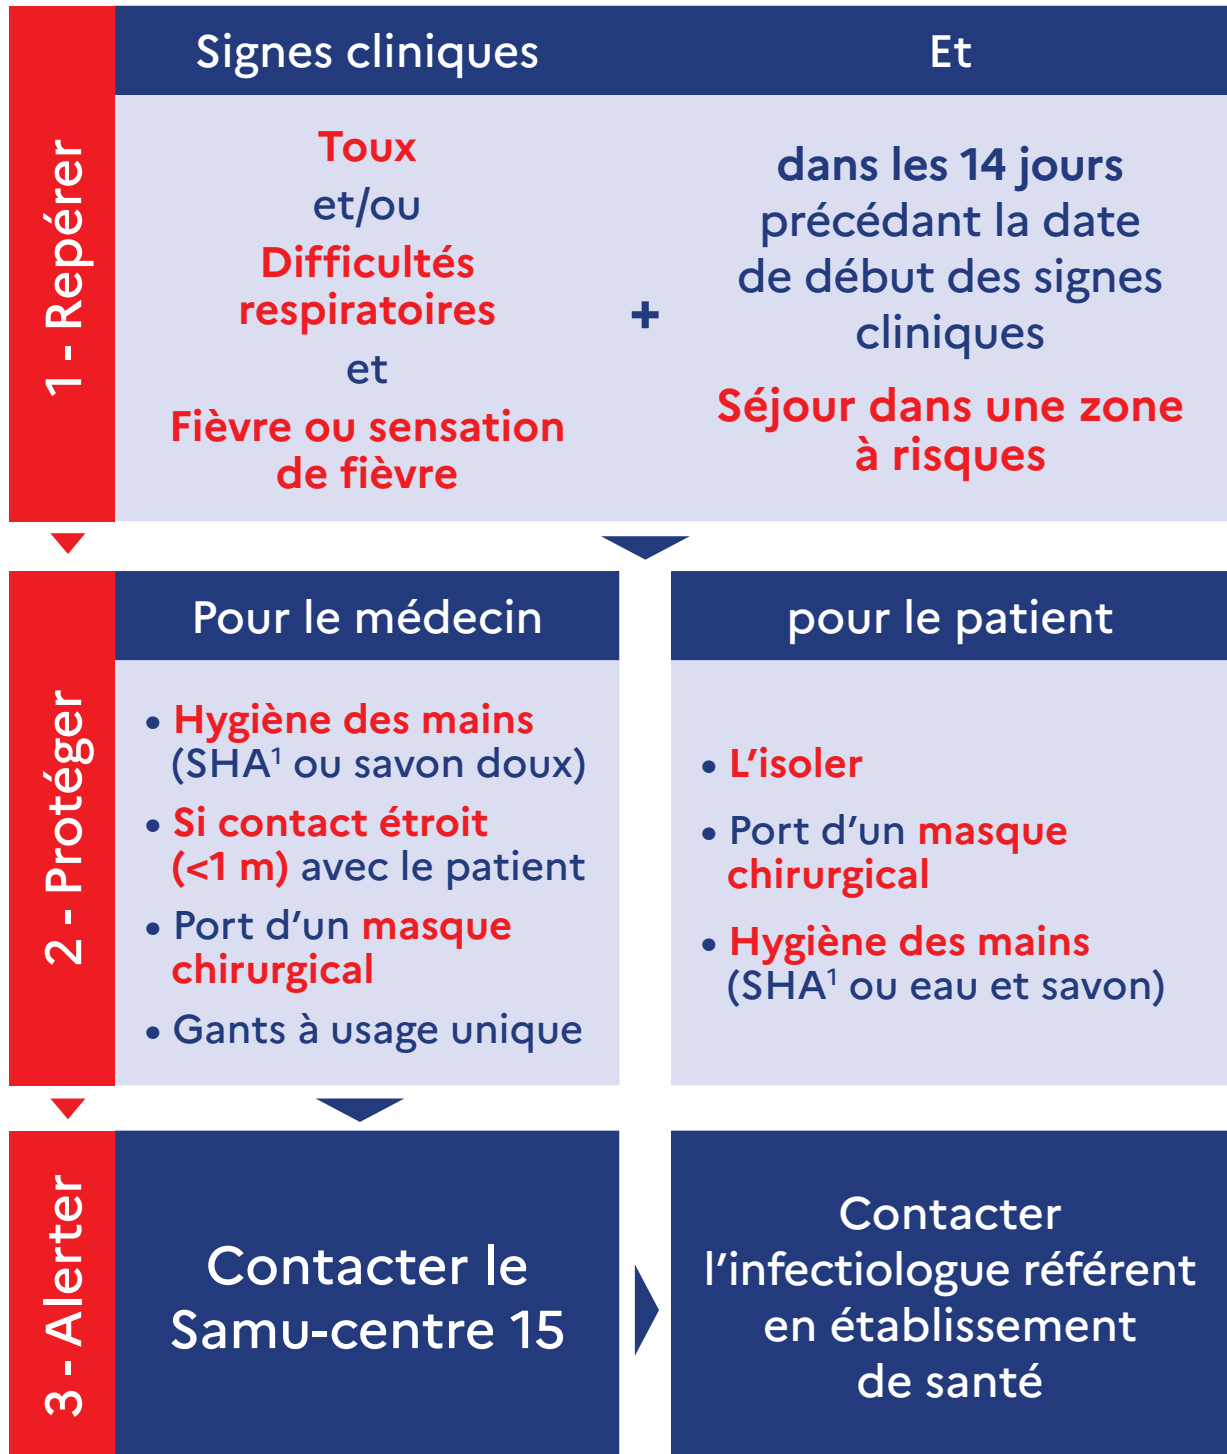 1 - Repérer
Signes cliniques
Et
Toux
et/ou
Difficultés
respiratoires
et
Fièvre ou sensation
de fièvre
+
dans les 14 jours
précédant la date
de début des signes
cliniques
Séjour dans une zone
à risques
2 - Protéger
Pour le médecin
• Hygiène des mains
(SHA¹ ou savon doux)
• Si contact étroit
(<1 m) avec le patient
• Port d’un masque
chirurgical
• Gants à usage unique
pour le patient
• L’isoler
• Port d’un masque
chirurgical
• Hygiène des mains
(SHA¹ ou eau et savon)
3 - Alerter
Contacter le
Samu-centre 15
Contacter
l’infectiologue référent
en établissement
de santé